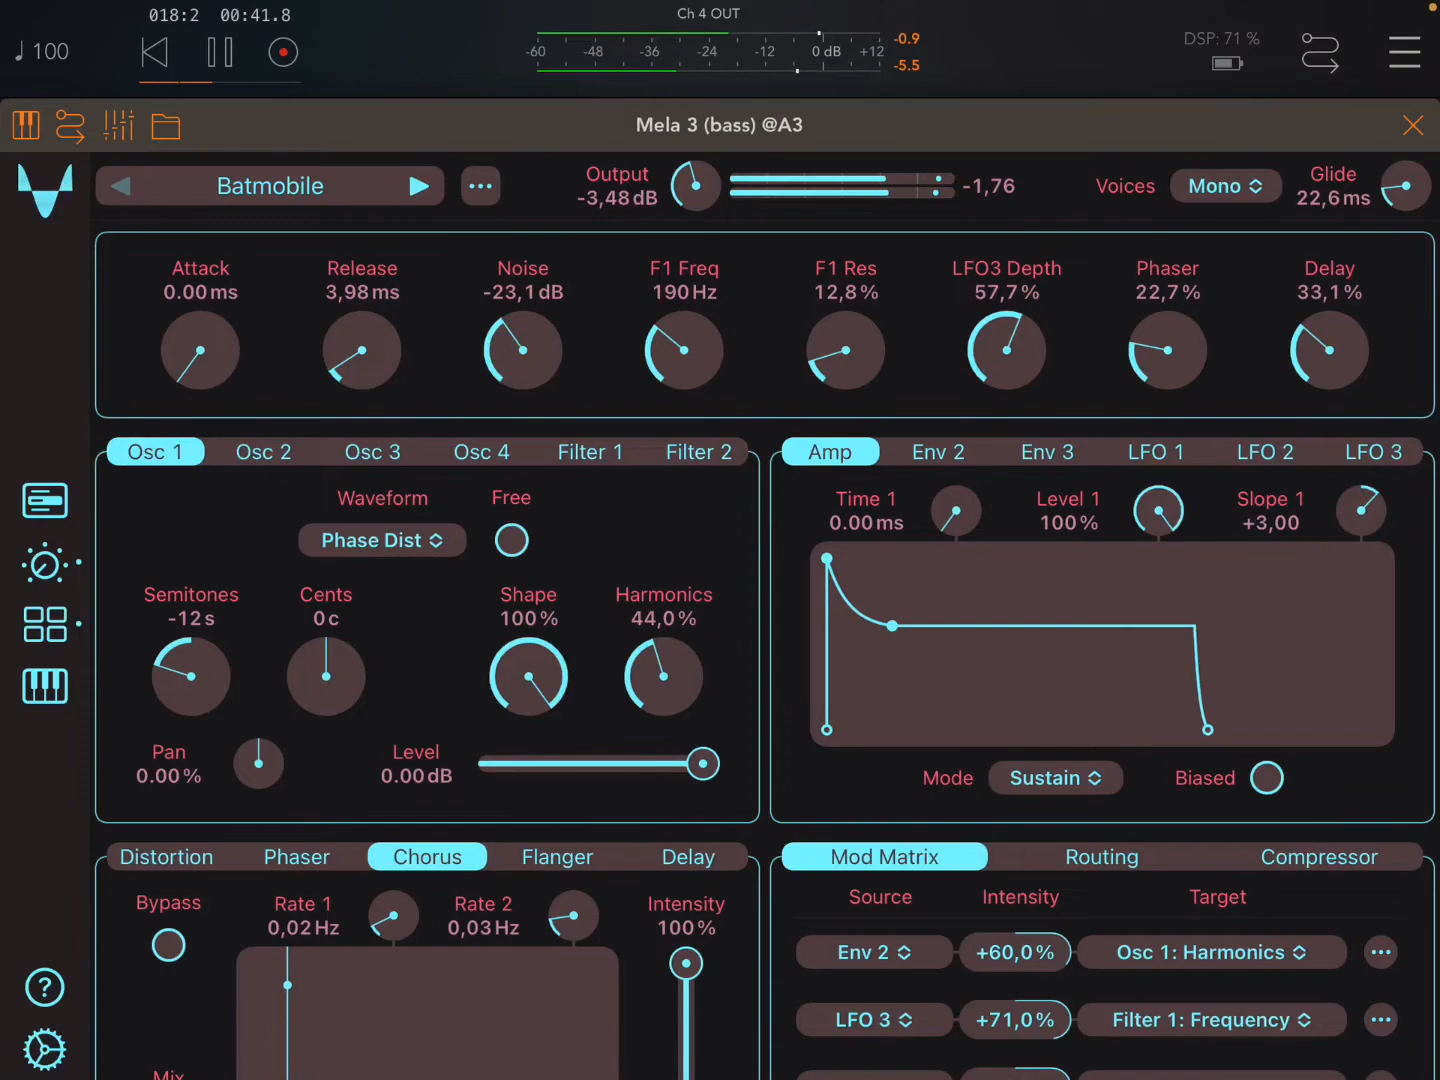 018:2 00:41.8
Ch 4 OUT
♩100
-60 -48 -36 -24 -12 0 dB +12
-0.9
-5.5
DSP: 71 %
Mela 3 (bass) @A3
Batmobile
Output
-3,48 dB
-1,76
Voices
Mono
Glide
22,6 ms
Attack
0.00 ms
Release
3,98 ms
Noise
-23,1 dB
F1 Freq
190 Hz
F1 Res
12,8 %
LFO3 Depth
57,7 %
Phaser
22,7 %
Delay
33,1 %
Osc 1 Osc 2 Osc 3 Osc 4 Filter 1 Filter 2
Waveform
Phase Dist
Free
Semitones
-12 s
Cents
0 c
Shape
100 %
Harmonics
44,0 %
Pan
0.00 %
Level
0.00 dB
Amp Env 2 Env 3 LFO 1 LFO 2 LFO 3
Time 1
0.00 ms
Level 1
100 %
Slope 1
+3,00
Mode
Sustain
Biased
Distortion Phaser Chorus Flanger Delay
Bypass
Rate 1
0,02 Hz
Rate 2
0,03 Hz
Intensity
100 %
Mix
Mod Matrix Routing Compressor
Source Intensity Target
Env 2 +60,0 % Osc 1: Harmonics
LFO 3 +71,0 % Filter 1: Frequency